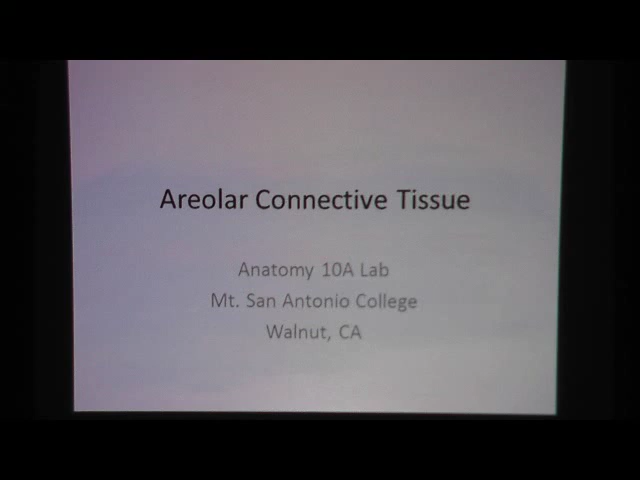 Areolar Connective Tissue
Anatomy 10A Lab
Mt. San Antonio College
Walnut, CA